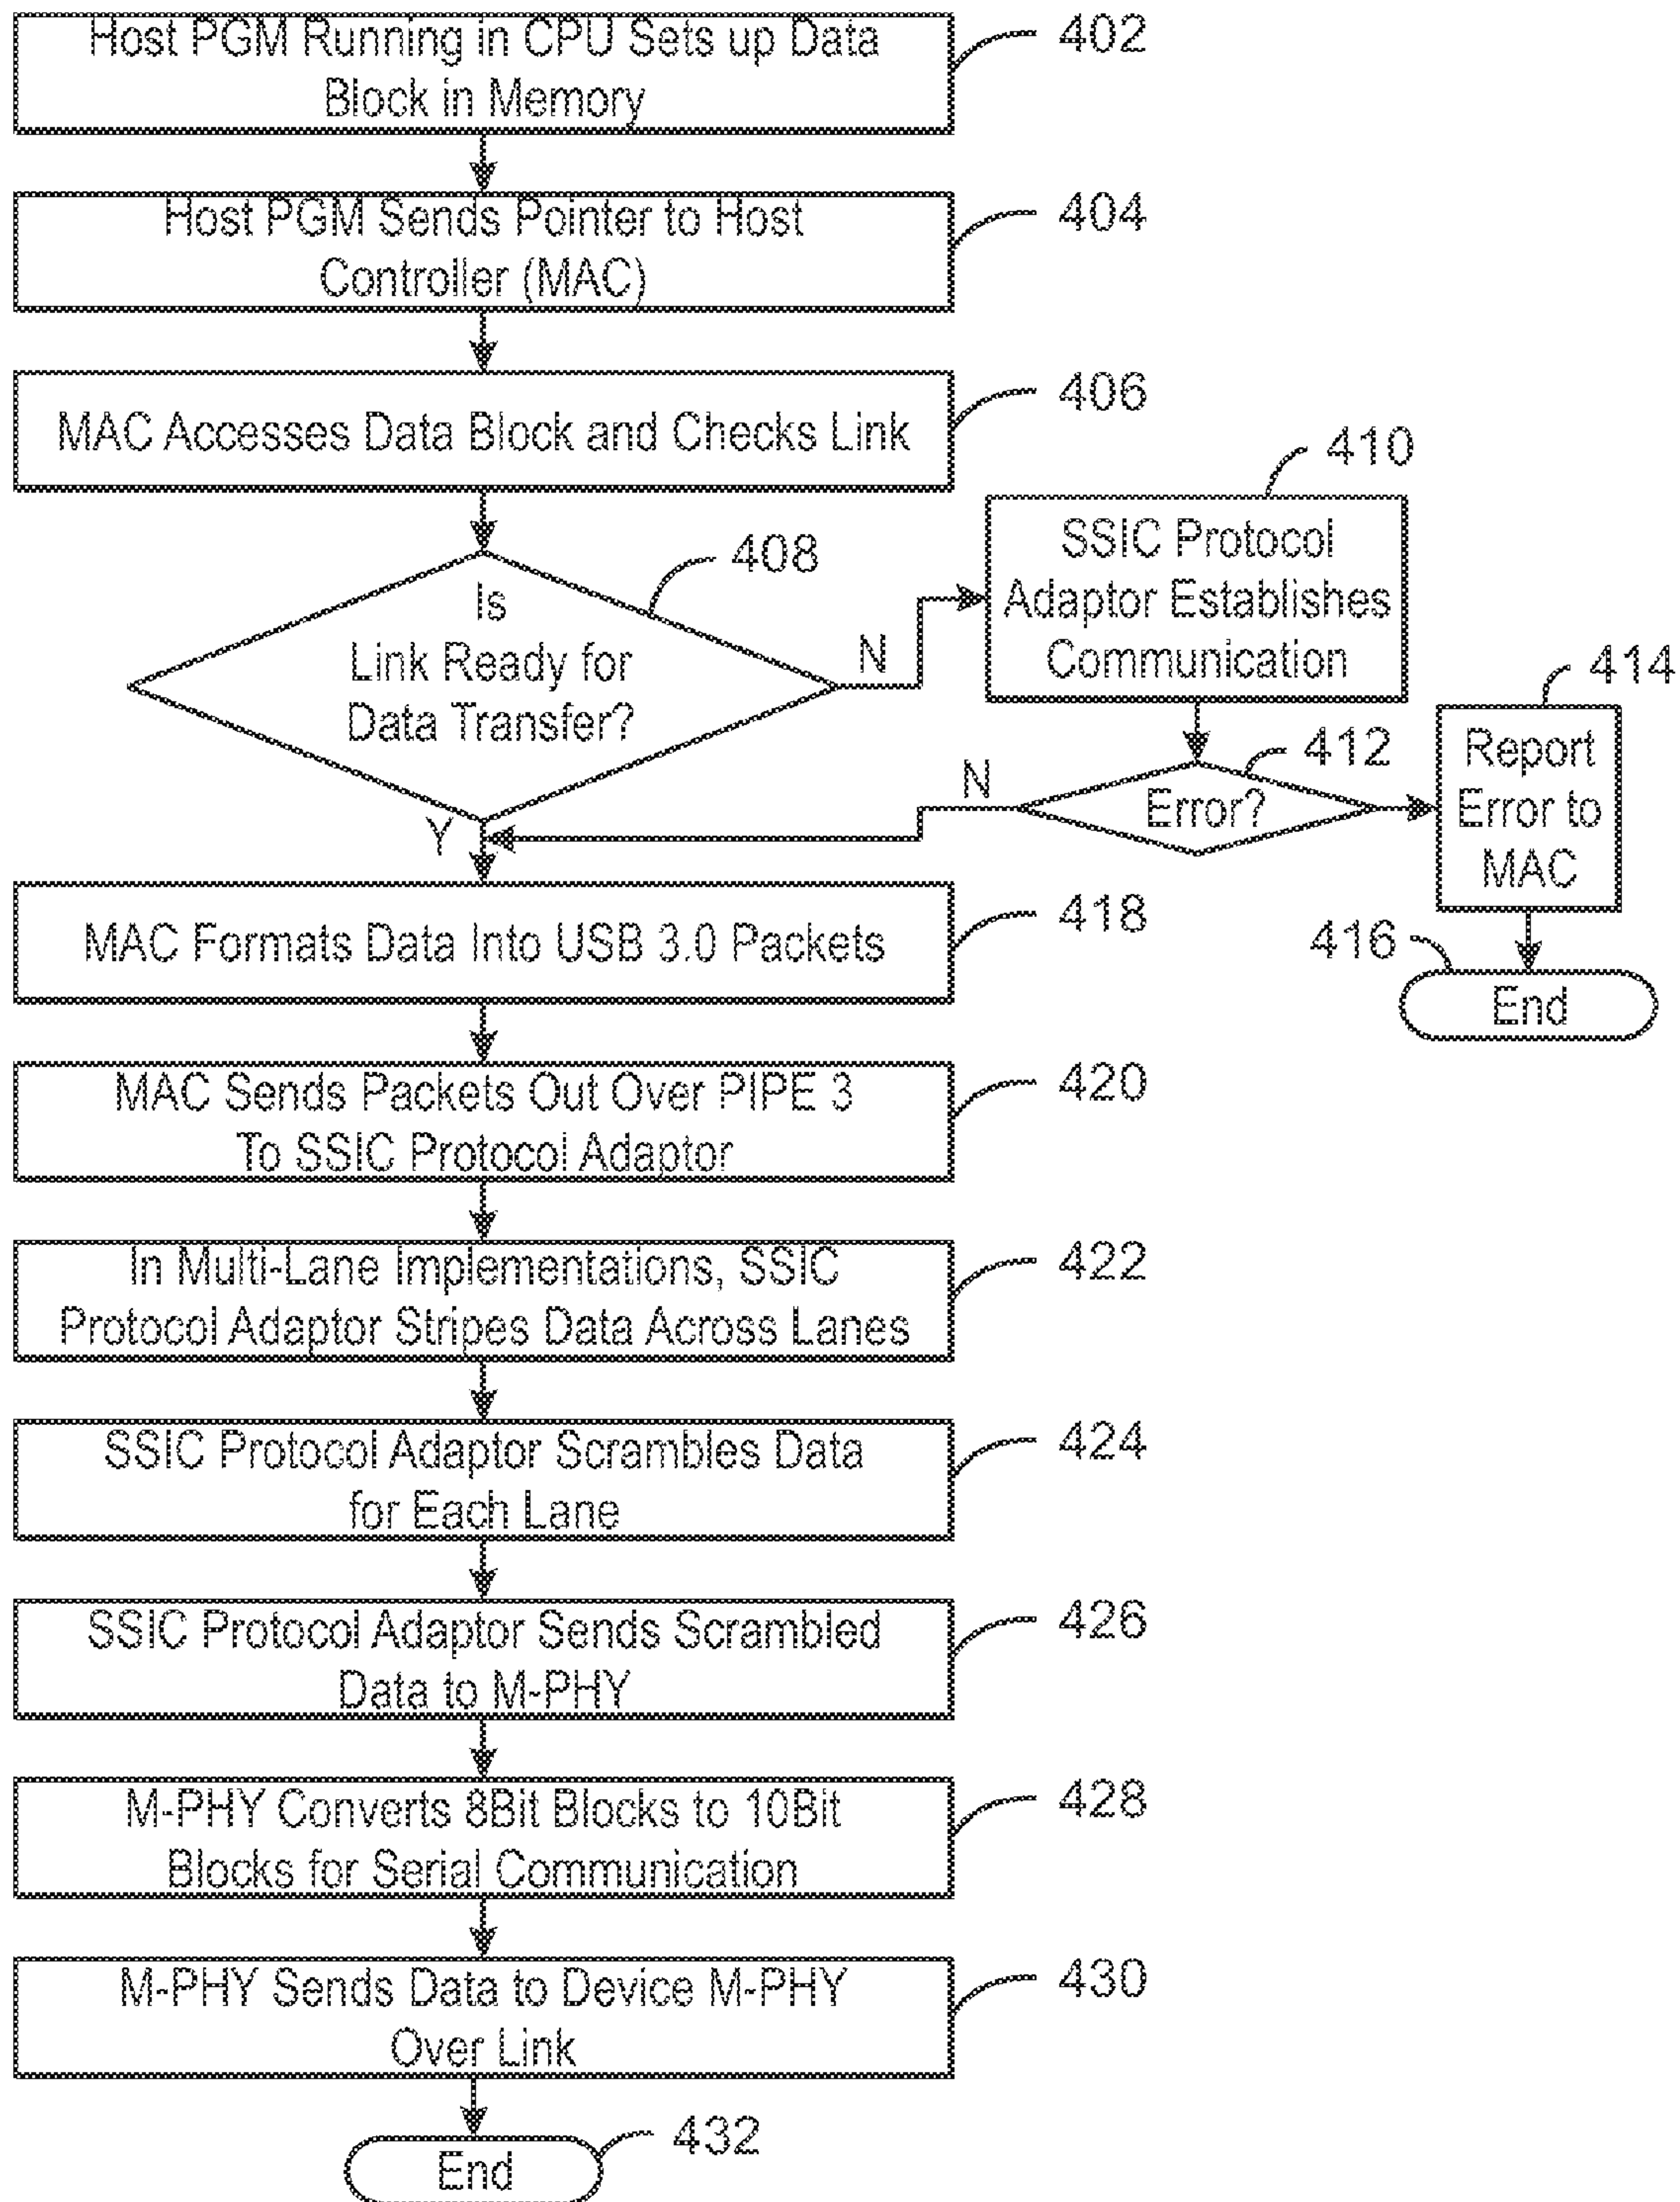 Host PGM Running in CPU Sets up Data
Block in Memory
402
Host PGM Sends Pointer to Host
Controller (MAC)
404
MAC Accesses Data Block and Checks Link
406
Is
Link Ready for
Data Transfer?
408
N
Y
SSIC Protocol
Adaptor Establishes
Communication
410
Error?
412
N
Report
Error to
MAC
414
End
416
MAC Formats Data Into USB 3.0 Packets
418
MAC Sends Packets Out Over PIPE 3
To SSIC Protocol Adaptor
420
In Multi-Lane Implementations, SSIC
Protocol Adaptor Stripes Data Across Lanes
422
SSIC Protocol Adaptor Scrambles Data
for Each Lane
424
SSIC Protocol Adaptor Sends Scrambled
Data to M-PHY
426
M-PHY Converts 8Bit Blocks to 10Bit
Blocks for Serial Communication
428
M-PHY Sends Data to Device M-PHY
Over Link
430
End
432